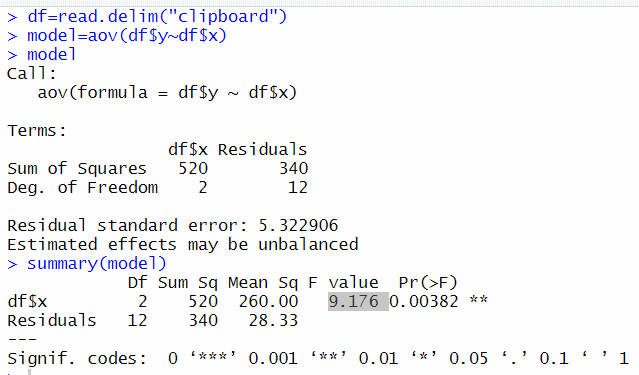 > df=read.delim("clipboard")
> model=aov(df$y~df$x)
> model
Call:
   aov(formula = df$y ~ df$x)
Terms:
                df$x Residuals
Sum of Squares   520       340
Deg. of Freedom    2        12
Residual standard error: 5.322906
Estimated effects may be unbalanced
> summary(model)
            Df Sum Sq Mean Sq F value  Pr(>F)
df$x         2    520  260.00   9.176 0.00382 **
Residuals   12    340   28.33
---
Signif. codes:  0 ‘***’ 0.001 ‘**’ 0.01 ‘*’ 0.05 ‘.’ 0.1 ‘ ’ 1